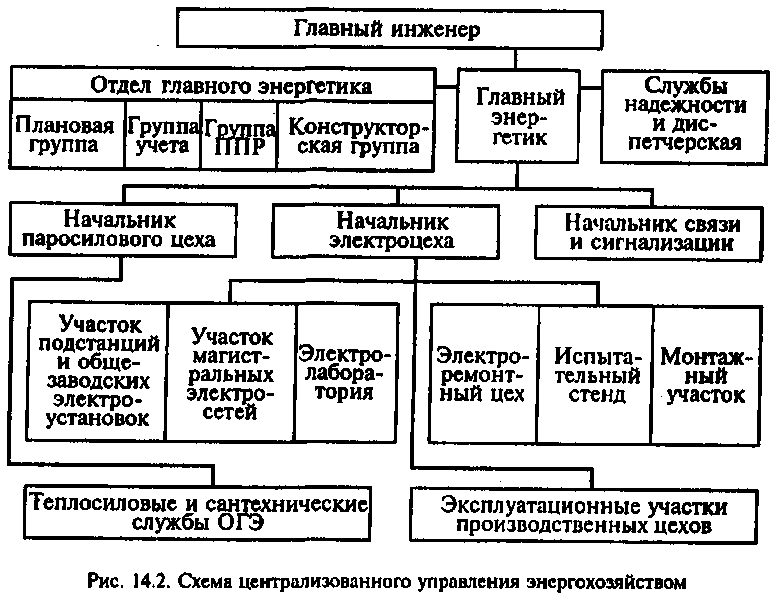 Главный инженер
Отдел главного энергетика
Плановая
группа
Группа
учета
Группа
ППР
Конструктор-
ская группа
Главный
энер-
гетик
Службы
надежности
и дис-
петчерская
Начальник
паросилового цеха
Начальник
электроцеха
Начальник связи
и сигнализации
Участок
подстанций
и обще-
заводских
электро-
установок
Участок
магист-
ральных
электро-
сетей
Электро-
лабора-
тория
Электро-
ремонт-
ный цех
Испыта-
тельный
стенд
Монтаж-
ный
участок
Теплосиловые и сантехнические
службы ОГЭ
Эксплуатационные участки
производственных цехов
Рис. 14.2. Схема централизованного управления энергохозяйством